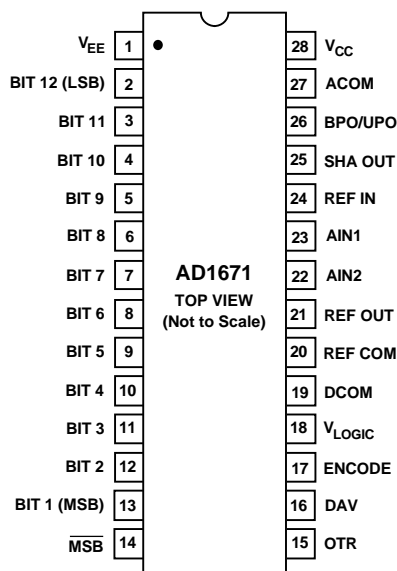 V_EE 1 28 V_CC
BIT 12 (LSB) 2 27 ACOM
BIT 11 3 26 BPO/UPO
BIT 10 4 25 SHA OUT
BIT 9 5 24 REF IN
BIT 8 6 23 AIN1
BIT 7 7 22 AIN2
AD1671
TOP VIEW
(Not to Scale)
BIT 6 8 21 REF OUT
BIT 5 9 20 REF COM
BIT 4 10 19 DCOM
BIT 3 11 18 V_LOGIC
BIT 2 12 17 ENCODE
BIT 1 (MSB) 13 16 DAV
M̅S̅B̅ 14 15 OTR